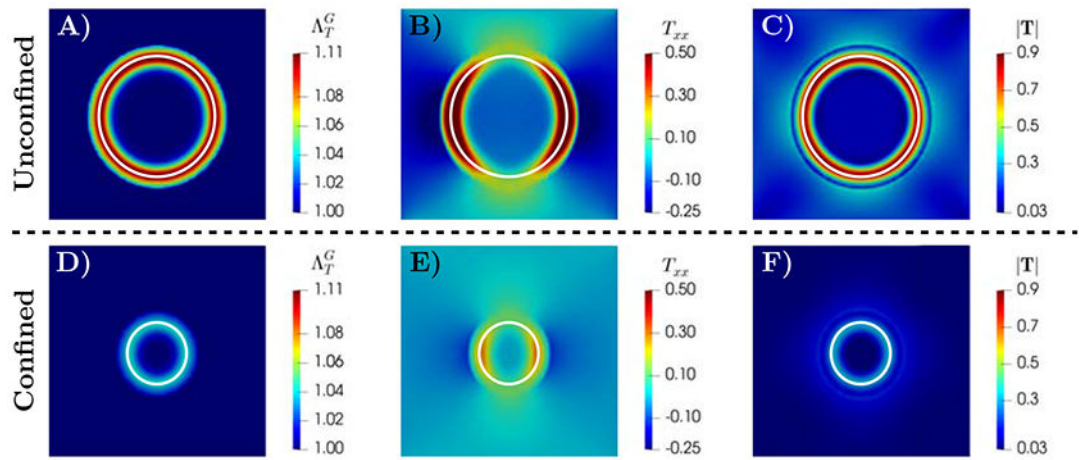 Unconfined
A)
Λ_T^G
1.11
1.08
1.06
1.04
1.02
1.00
B)
T_xx
0.50
0.30
0.10
-0.10
-0.25
C)
|T|
0.9
0.7
0.5
0.3
0.03
Confined
D)
Λ_T^G
1.11
1.08
1.06
1.04
1.02
1.00
E)
T_xx
0.50
0.30
0.10
-0.10
-0.25
F)
|T|
0.9
0.7
0.5
0.3
0.03